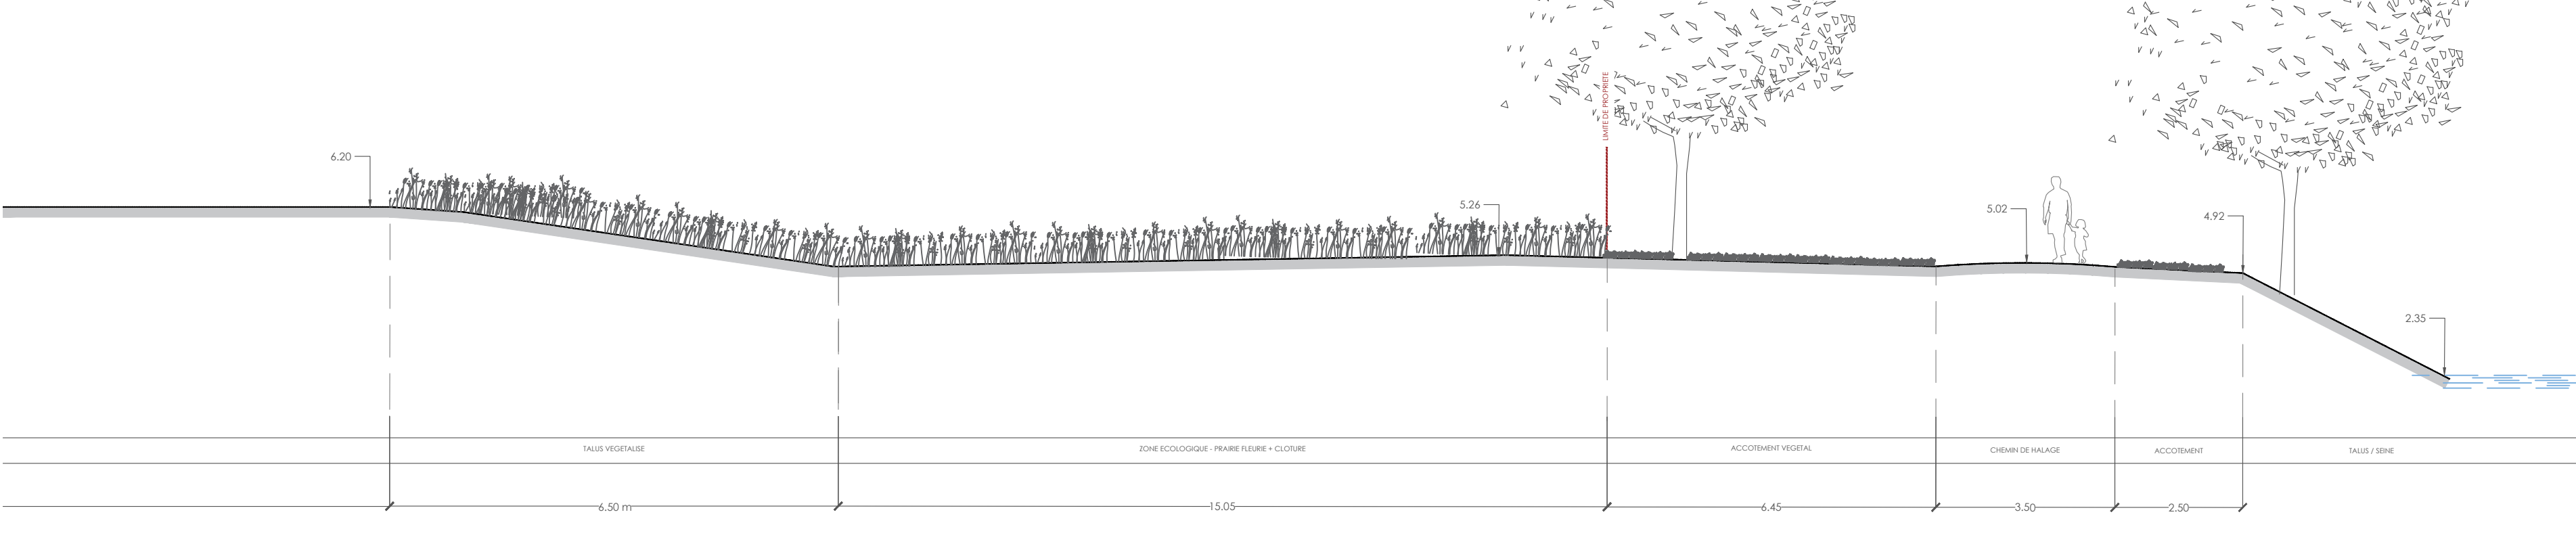 LIMITE DE PROPRIETE
6.20
5.26
5.02
4.92
2.35
TALUS VEGETALISE
ZONE ECOLOGIQUE - PRAIRIE FLEURIE + CLOTURE
ACCOTEMENT VEGETAL
CHEMIN DE HALAGE
ACCOTEMENT
TALUS / SEINE
6.50 m
15.05
6.45
3.50
2.50